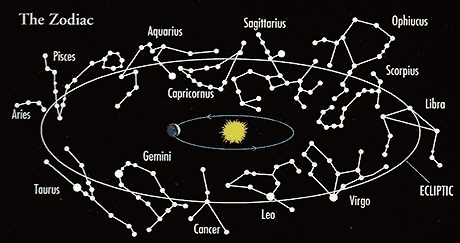 The Zodiac
Pisces
Aquarius
Sagittarius
Ophiucus
Capricornus
Scorpius
Aries
Libra
Gemini
Taurus
Cancer
Leo
Virgo
ECLIPTIC